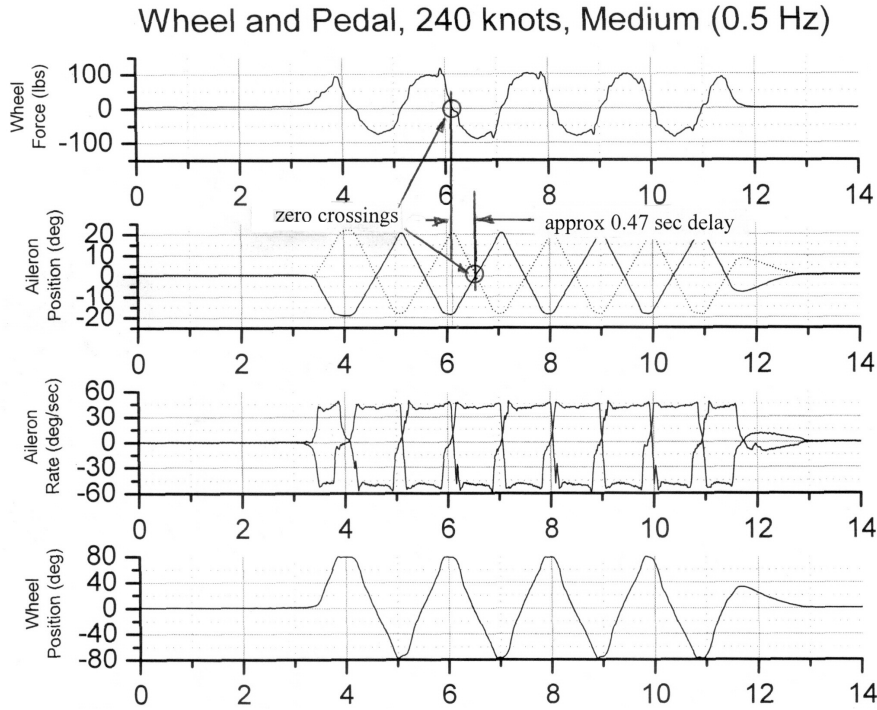 Wheel and Pedal, 240 knots, Medium (0.5 Hz)
Wheel
Force (lbs)
100
0
-100
0 2 4 6 8 10 12 14
zero crossings
approx 0.47 sec delay
Aileron
Position (deg)
20
10
0
-10
-20
0 2 4 6 8 10 12 14
Aileron
Rate (deg/sec)
60
30
0
-30
-60
0 2 4 6 8 10 12 14
Wheel
Position (deg)
80
40
0
-40
-80
0 2 4 6 8 10 12 14